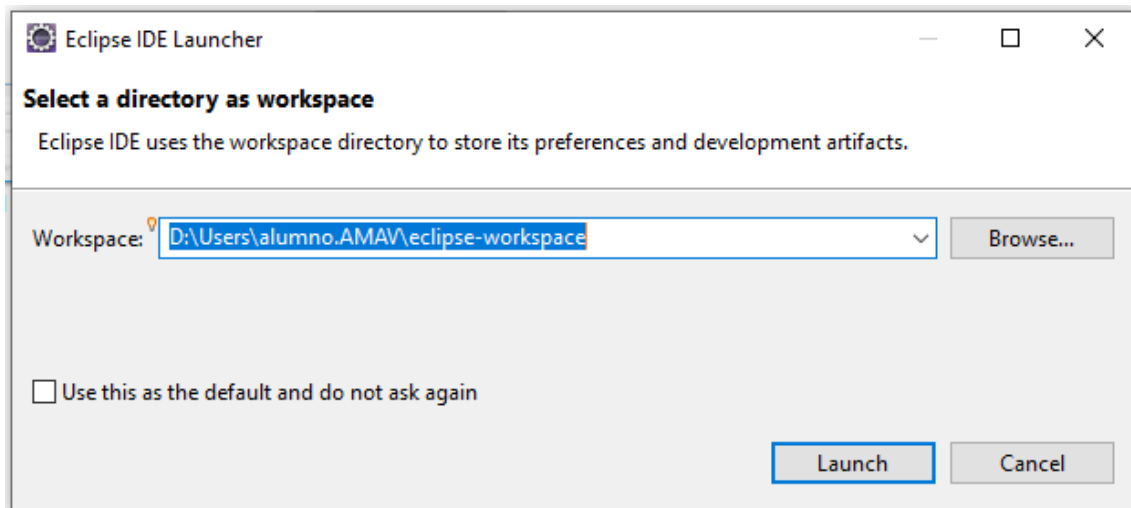 Eclipse IDE Launcher
Select a directory as workspace
Eclipse IDE uses the workspace directory to store its preferences and development artifacts.
Workspace: D:\Users\alumno.AMAV\eclipse-workspace Browse...
Use this as the default and do not ask again
Launch Cancel